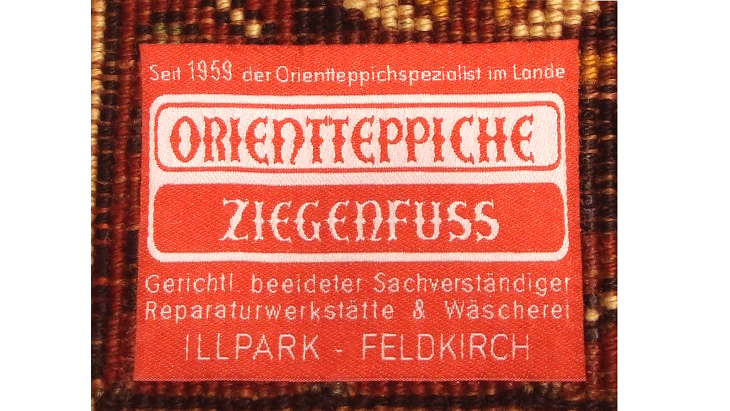 Seit 1959 der Orientteppichspezialist im Lande
ORIENTTEPPICHE
ZIEGENFUSS
Gerichtl. beeideter Sachverständiger
Reparaturwerkstätte & Wäscherei
ILLPARK - FELDKIRCH